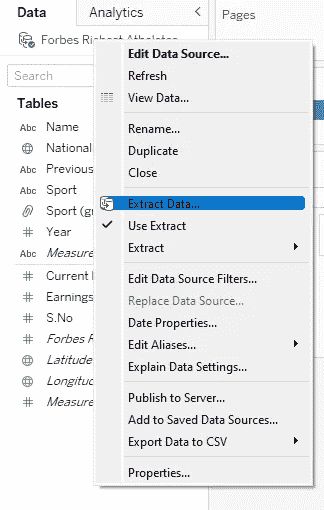 Data
Analytics
Pages
Forbes Richest Athletes
Search
Tables
Abc Name
National
Abc Previous
Abc Sport
Sport (gr
# Year
Abc Measure
# Current
# Earnings
# S.No
# Forbes R
Latitude
Longitud
# Measure
Edit Data Source...
Refresh
View Data...
Rename...
Duplicate
Close
Extract Data...
Use Extract
Extract
Edit Data Source Filters...
Replace Data Source...
Date Properties...
Edit Aliases...
Explain Data Settings...
Publish to Server...
Add to Saved Data Sources...
Export Data to CSV
Properties...